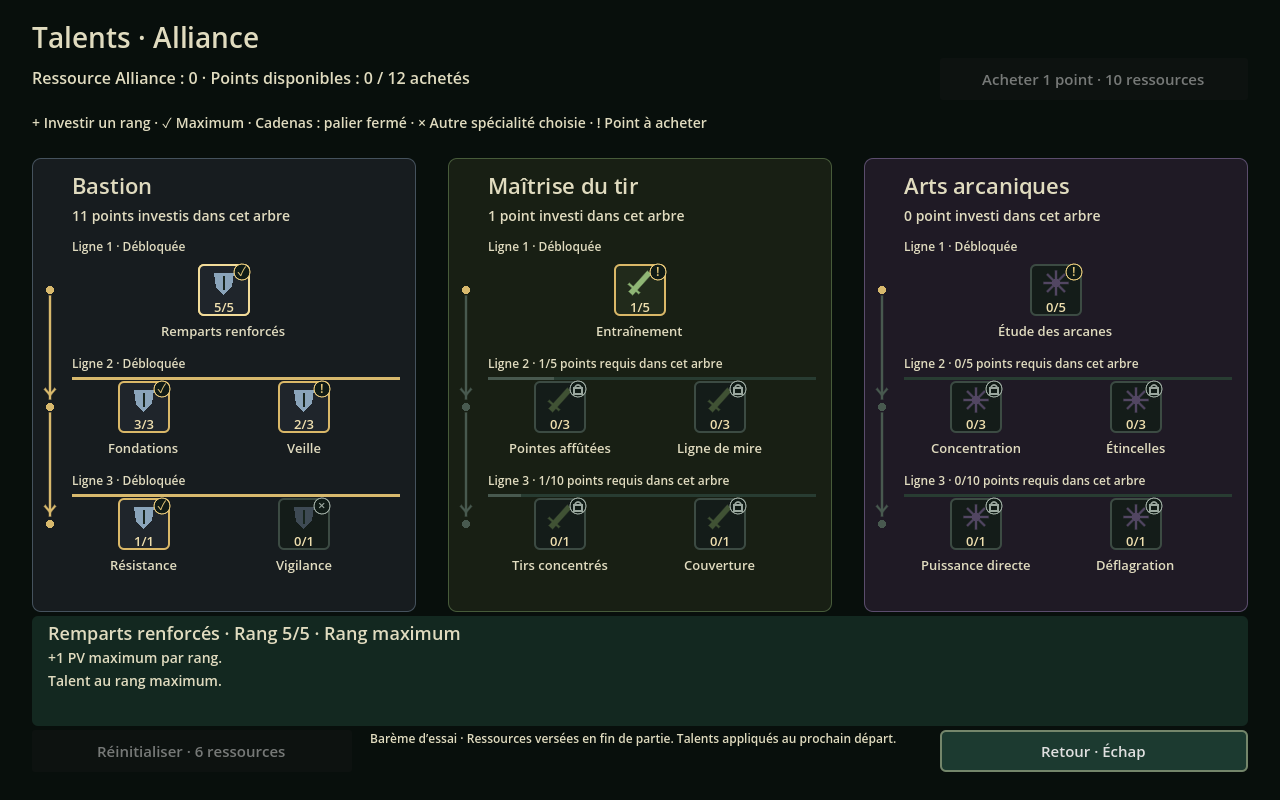 Talents · Alliance
Ressource Alliance : 0 · Points disponibles : 0 / 12 achetés
Acheter 1 point · 10 ressources
+ Investir un rang · ✓ Maximum · Cadenas : palier fermé · × Autre spécialité choisie · ! Point à acheter
Bastion
11 points investis dans cet arbre
Ligne 1 · Débloquée
✓
5/5
Remparts renforcés
Ligne 2 · Débloquée
✓
!
3/3
2/3
Fondations
Veille
Ligne 3 · Débloquée
✓
×
1/1
0/1
Résistance
Vigilance
Maîtrise du tir
1 point investi dans cet arbre
Ligne 1 · Débloquée
!
1/5
Entraînement
Ligne 2 · 1/5 points requis dans cet arbre
0/3
0/3
Pointes affûtées
Ligne de mire
Ligne 3 · 1/10 points requis dans cet arbre
0/1
0/1
Tirs concentrés
Couverture
Arts arcaniques
0 point investi dans cet arbre
Ligne 1 · Débloquée
!
0/5
Étude des arcanes
Ligne 2 · 0/5 points requis dans cet arbre
0/3
0/3
Concentration
Étincelles
Ligne 3 · 0/10 points requis dans cet arbre
0/1
0/1
Puissance directe
Déflagration
Remparts renforcés · Rang 5/5 · Rang maximum
+1 PV maximum par rang.
Talent au rang maximum.
Réinitialiser · 6 ressources
Barème d’essai · Ressources versées en fin de partie. Talents appliqués au prochain départ.
Retour · Échap